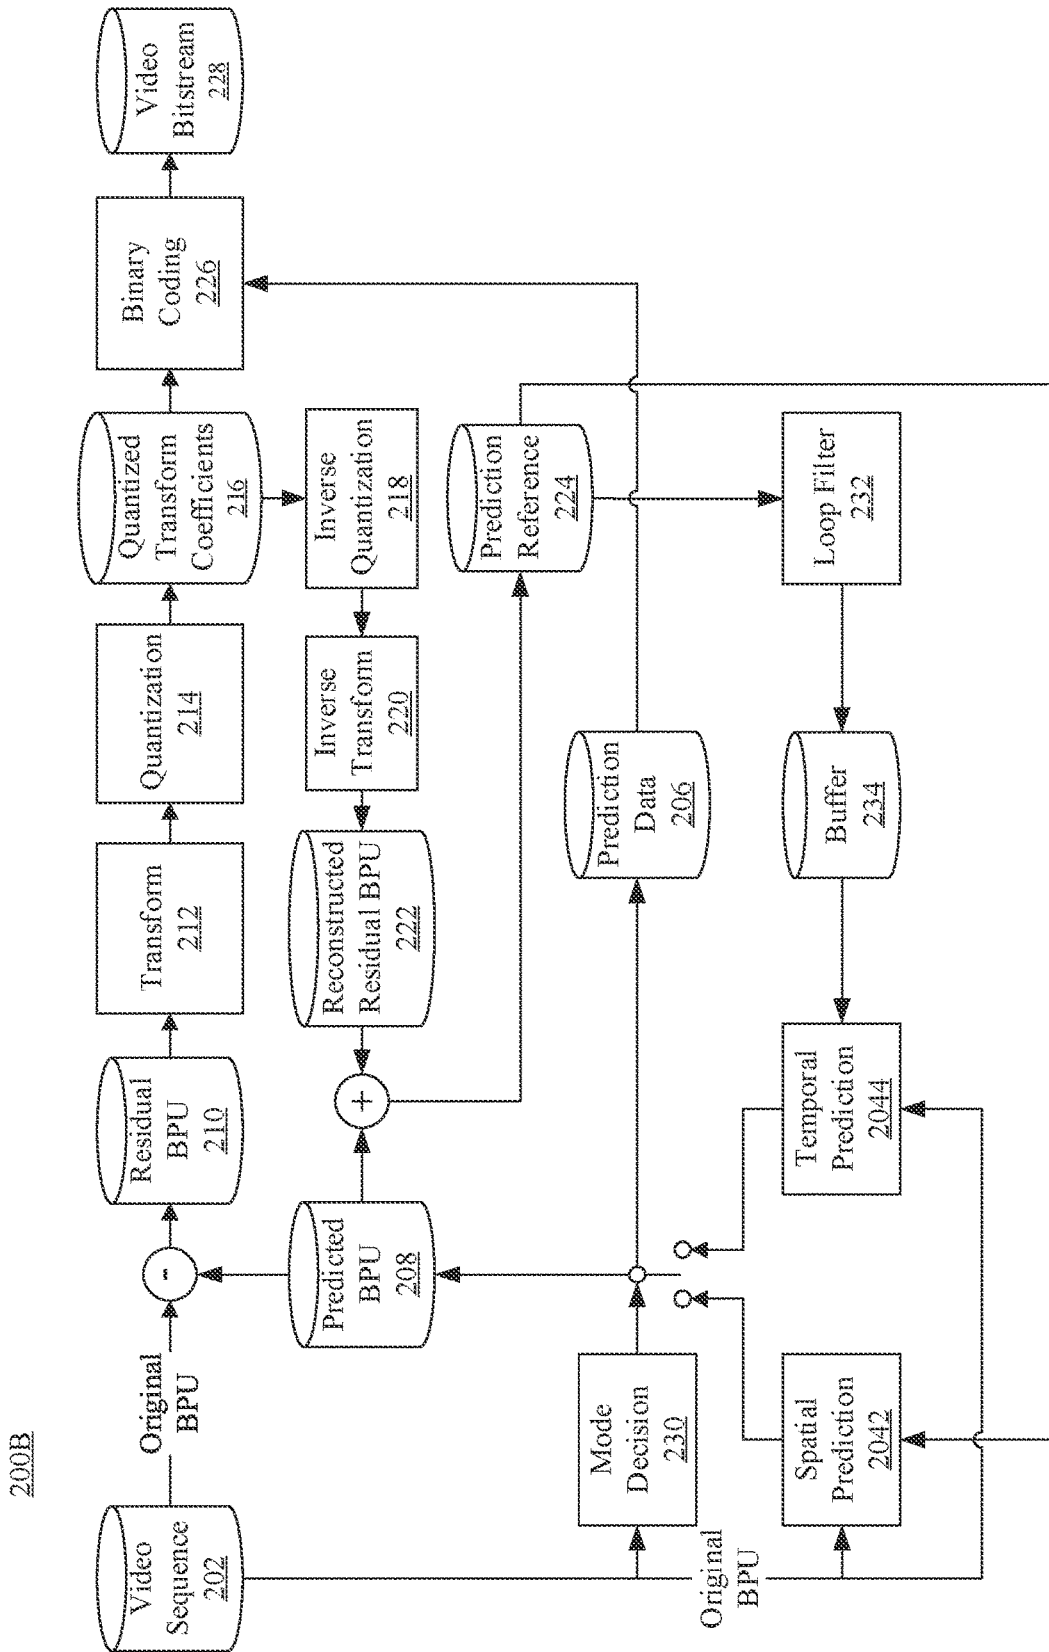 200B
Video
Sequence
202
Original
BPU
-
Residual
BPU
210
Transform
212
Quantization
214
Quantized
Transform
Coefficients
216
Binary
Coding
226
Video
Bitstream
228
Predicted
BPU
208
+
Reconstructed
Residual BPU
222
Inverse
Transform
220
Inverse
Quantization
218
Prediction
Reference
224
Mode
Decision
230
Prediction
Data
206
Original
BPU
Spatial
Prediction
2042
Temporal
Prediction
2044
Buffer
234
Loop Filter
232